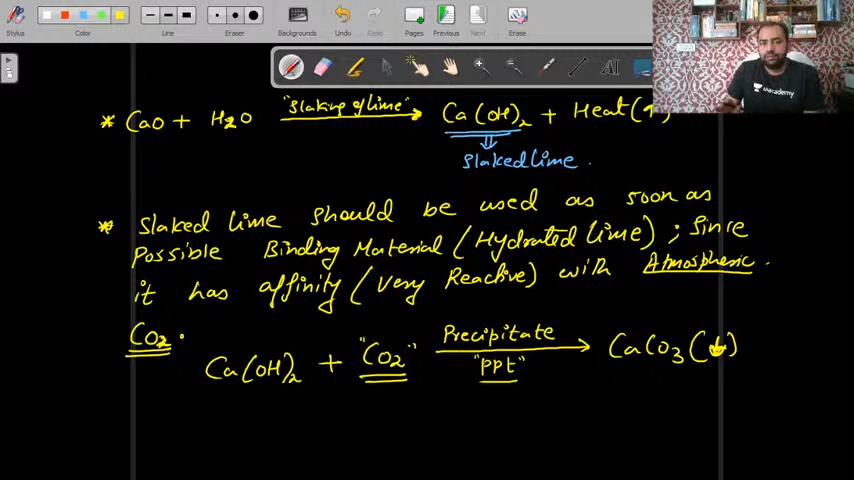 Stylus
Color
Line
Eraser
Backgrounds
Undo
Pages
Previous
Next
Erase
unacademy
* CaO + H2O "Slaking of lime" → Ca(OH)2 + Heat(↑)
⇓
slaked lime.
* Slaked lime should be used as soon as
possible Binding Material (Hydrated lime) ; Since
it has affinity (Very Reactive) with Atmospheric.
CO2.
Ca(OH)2 + "CO2" Precipitate "ppt" → CaCO3(↓)